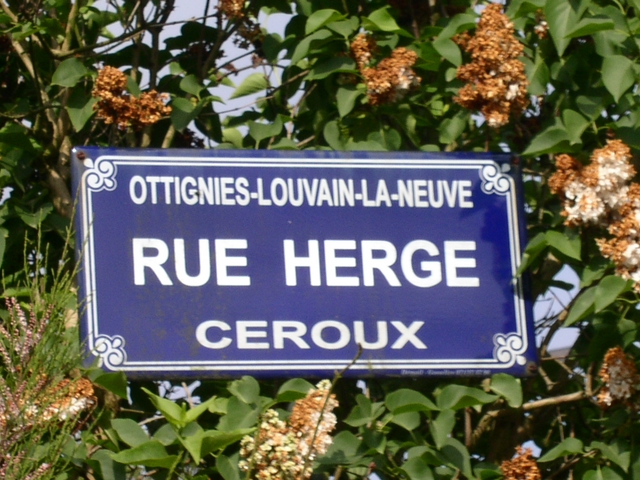 OTTIGNIES-LOUVAIN-LA-NEUVE
RUE HERGE
CEROUX